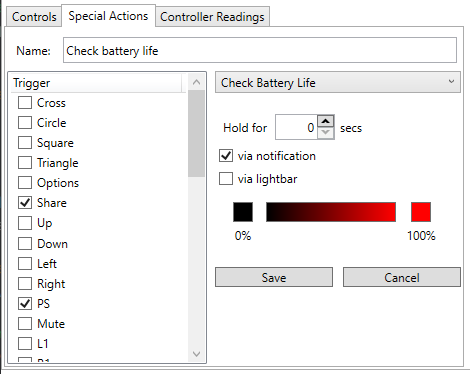 Controls Special Actions Controller Readings
Name: Check battery life
Trigger
Cross
Circle
Square
Triangle
Options
Share
Up
Down
Left
Right
PS
Mute
L1
Check Battery Life
Hold for 0 secs
via notification
via lightbar
0% 100%
Save Cancel